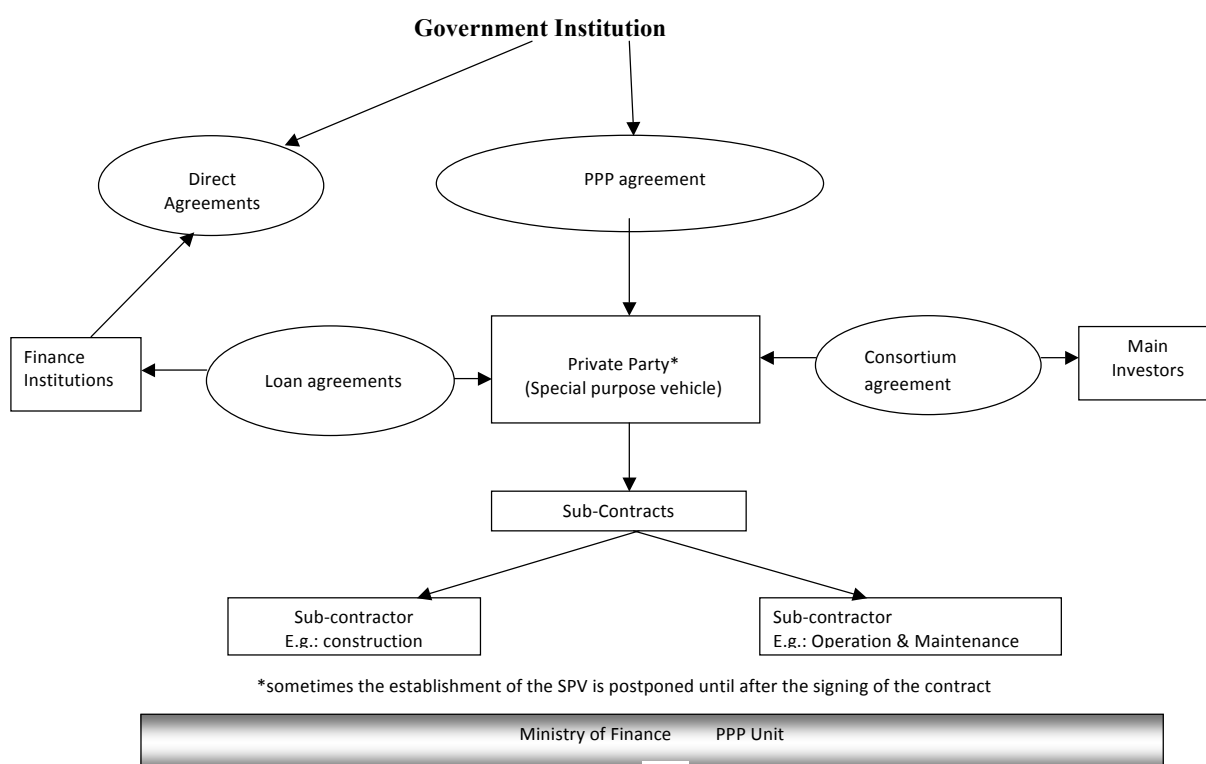 Government Institution
Direct
Agreements
PPP agreement
Finance
Institutions
Loan agreements
Private Party*
(Special purpose vehicle)
Consortium
agreement
Main
Investors
Sub-Contracts
Sub-contractor
E.g.: construction
Sub-contractor
E.g.: Operation & Maintenance
*sometimes the establishment of the SPV is postponed until after the signing of the contract
Ministry of Finance PPP Unit